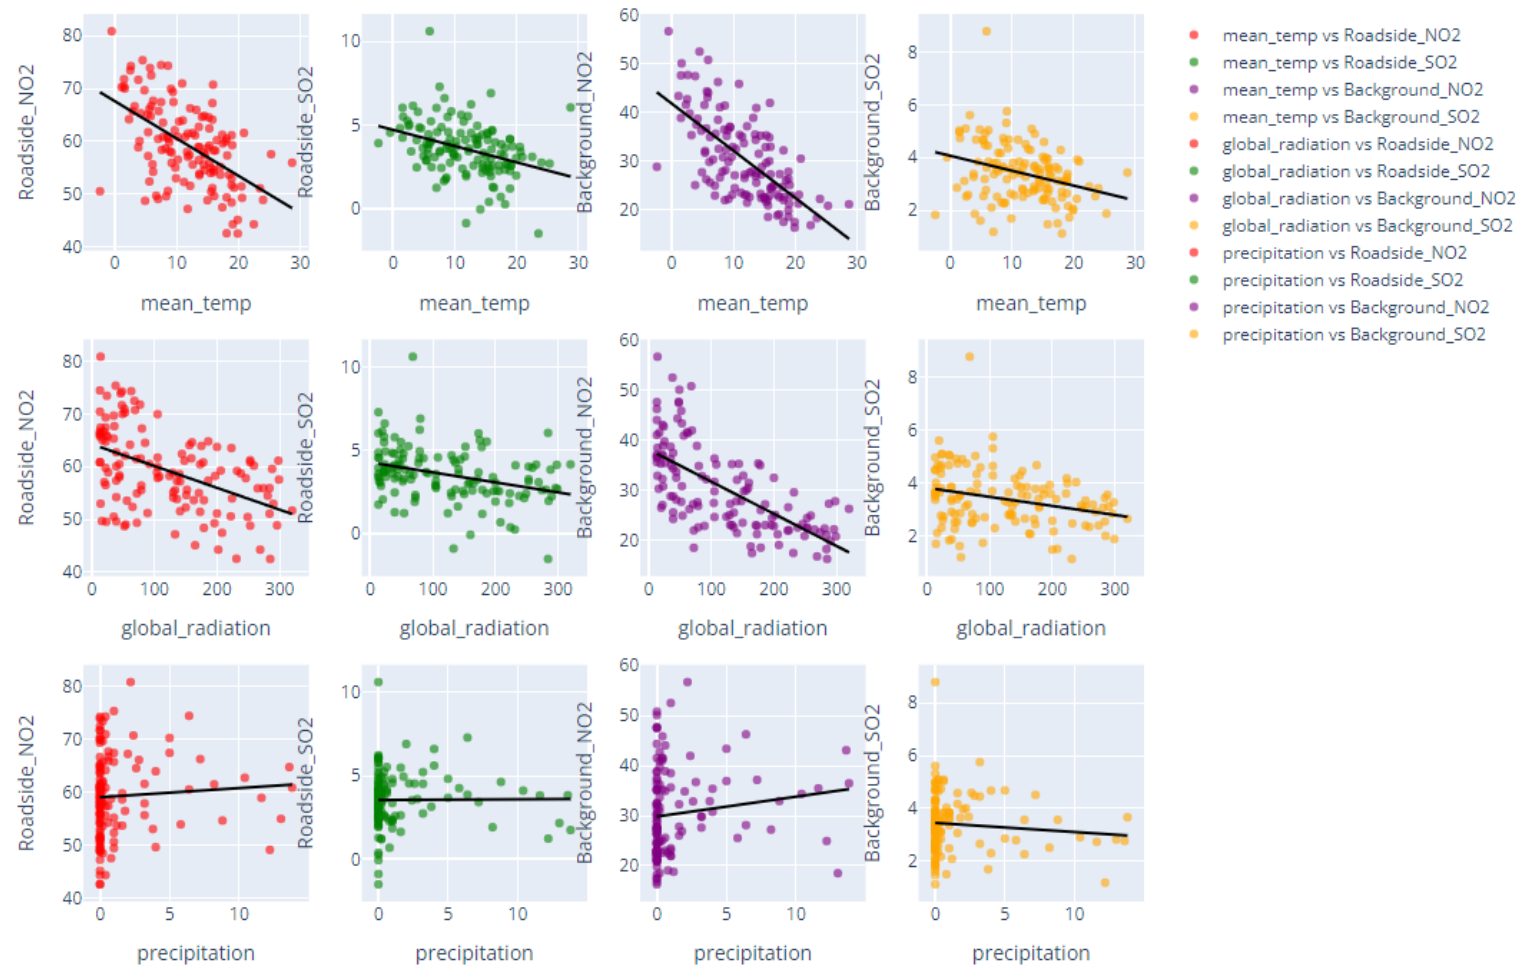 Roadside_NO2
80
70
60
50
40
0
10
20
30
mean_temp
Roadside_SO2
10
5
0
0
10
20
30
mean_temp
Background_NO2
60
50
40
30
20
0
10
20
30
mean_temp
Background_SO2
8
6
4
2
0
10
20
30
mean_temp
mean_temp vs Roadside_NO2
mean_temp vs Roadside_SO2
mean_temp vs Background_NO2
mean_temp vs Background_SO2
global_radiation vs Roadside_NO2
global_radiation vs Roadside_SO2
global_radiation vs Background_NO2
global_radiation vs Background_SO2
precipitation vs Roadside_NO2
precipitation vs Roadside_SO2
precipitation vs Background_NO2
precipitation vs Background_SO2
Roadside_NO2
80
70
60
50
40
0
100
200
300
global_radiation
Roadside_SO2
10
5
0
0
100
200
300
global_radiation
Background_NO2
60
50
40
30
20
0
100
200
300
global_radiation
Background_SO2
8
6
4
2
0
100
200
300
global_radiation
Roadside_NO2
80
70
60
50
40
0
5
10
precipitation
Roadside_SO2
10
5
0
0
5
10
precipitation
Background_NO2
60
50
40
30
20
0
5
10
precipitation
Background_SO2
8
6
4
2
0
5
10
precipitation